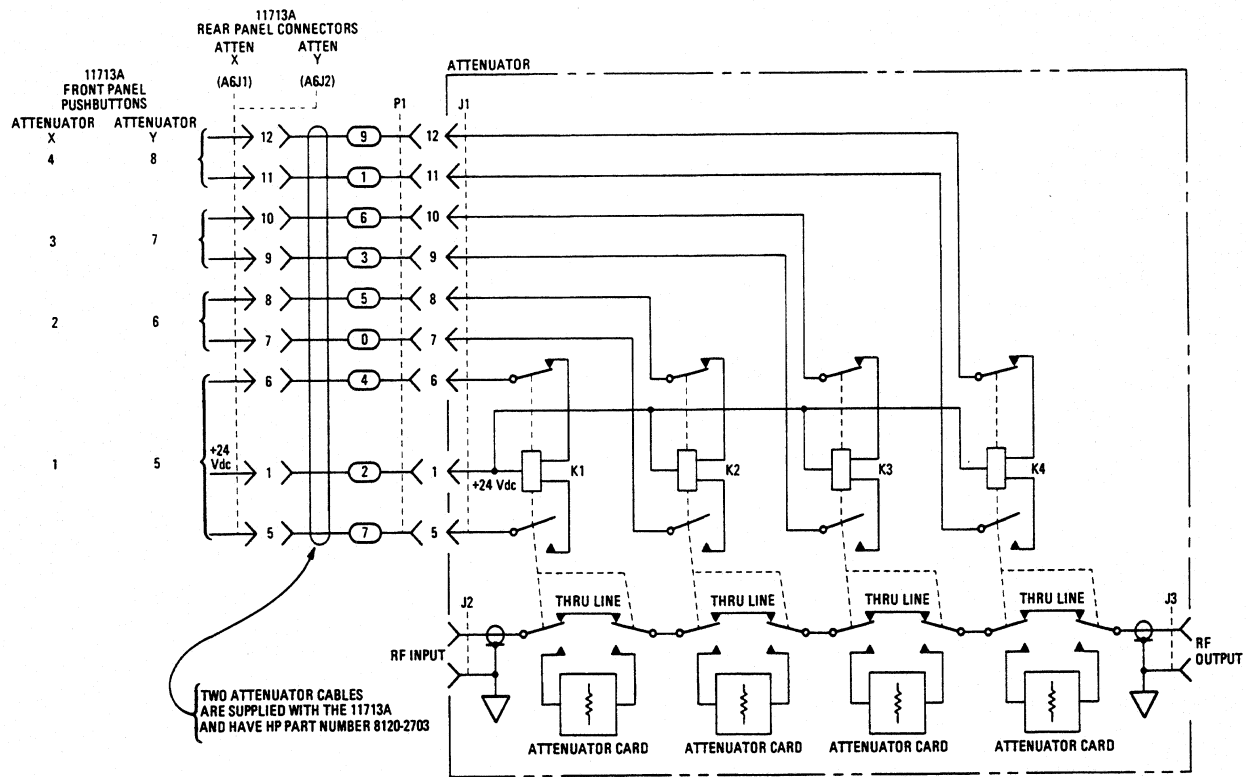 11713A
REAR PANEL CONNECTORS
ATTEN ATTEN
X Y
(A6J1) (A6J2)
11713A
FRONT PANEL
PUSHBUTTONS
ATTENUATOR ATTENUATOR
X Y
ATTENUATOR
P1 J1
4 8 12 9 12
11 1 11
3 7 10 6 10
9 3 9
2 6 8 5 8
7 0 7
6 4 6
1 5 +24
Vdc 1 2 1
+24 Vdc K1 K2 K3 K4
5 7 5
J2 THRU LINE THRU LINE THRU LINE THRU LINE J3
RF INPUT RF
OUTPUT
TWO ATTENUATOR CABLES
ARE SUPPLIED WITH THE 11713A
AND HAVE HP PART NUMBER 8120-2703
ATTENUATOR CARD ATTENUATOR CARD ATTENUATOR CARD ATTENUATOR CARD